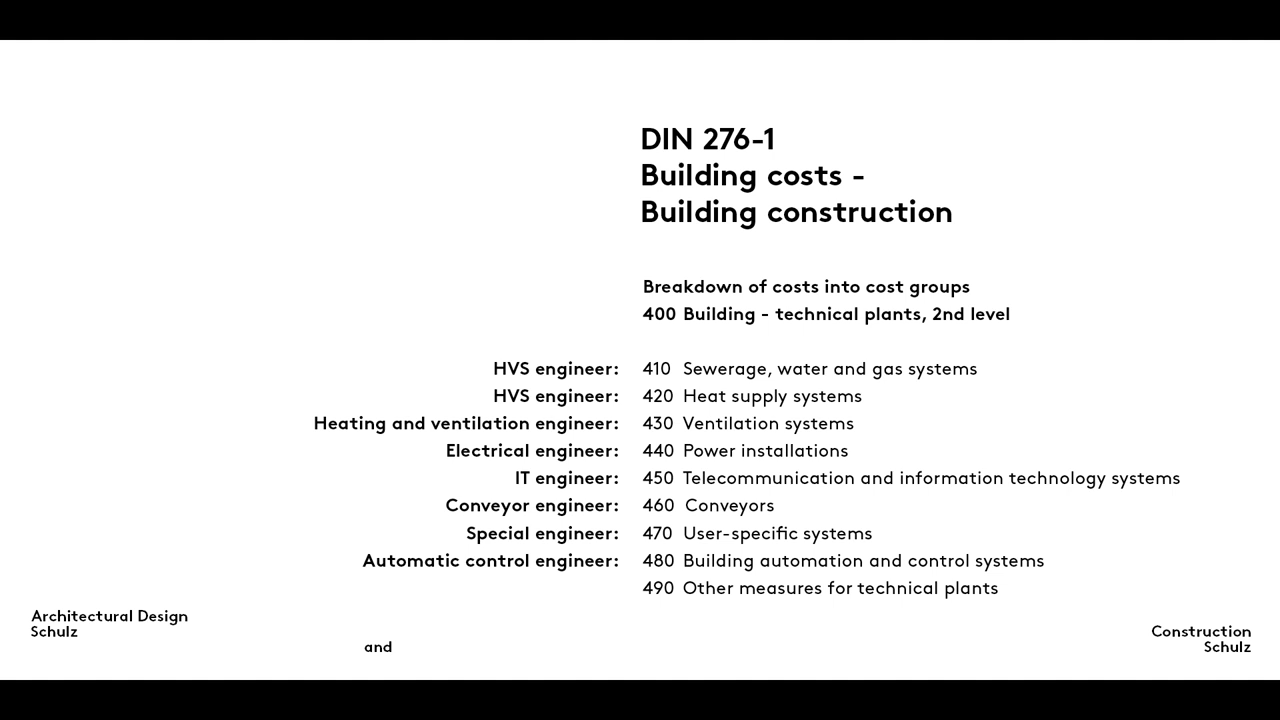 DIN 276-1
Building costs -
Building construction
Breakdown of costs into cost groups
400 Building - technical plants, 2nd level
HVS engineer: 410 Sewerage, water and gas systems
HVS engineer: 420 Heat supply systems
Heating and ventilation engineer: 430 Ventilation systems
Electrical engineer: 440 Power installations
IT engineer: 450 Telecommunication and information technology systems
Conveyor engineer: 460 Conveyors
Special engineer: 470 User-specific systems
Automatic control engineer: 480 Building automation and control systems
490 Other measures for technical plants
Architectural Design
Schulz
and
Construction
Schulz